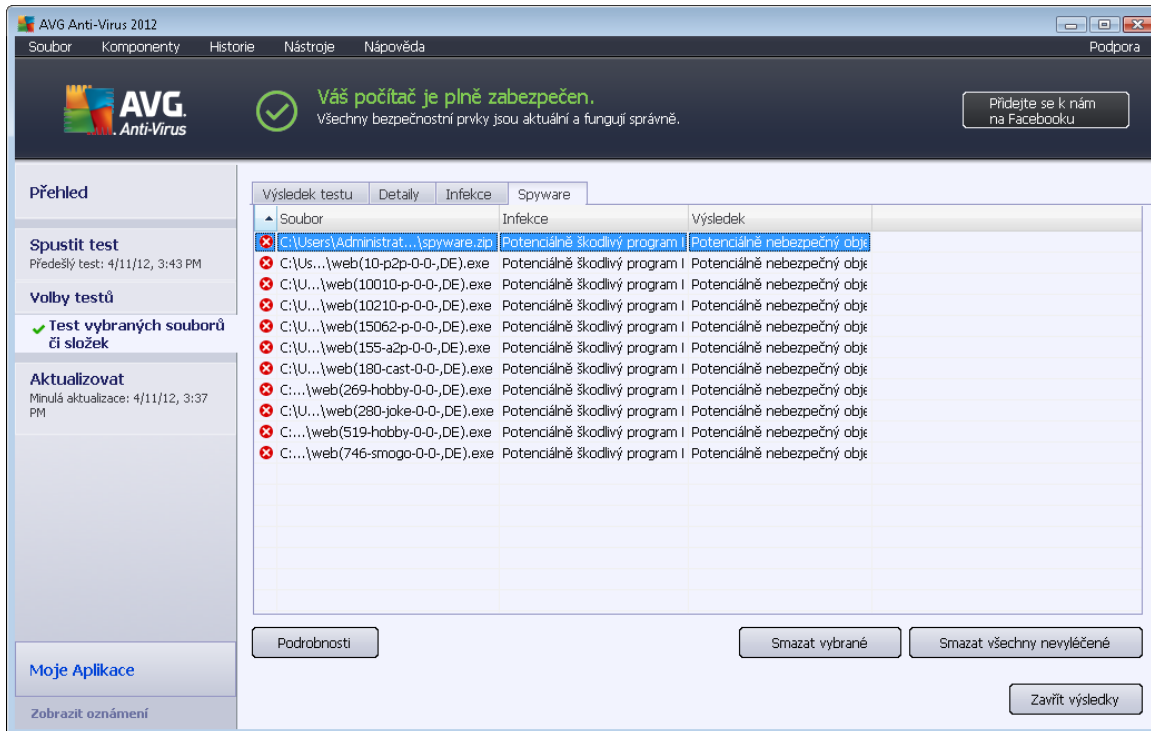 AVG Anti-Virus 2012
Soubor Komponenty Historie Nástroje Nápověda Podpora
AVG.
Anti-Virus
Váš počítač je plně zabezpečen.
Všechny bezpečnostní prvky jsou aktuální a fungují správně.
Přidejte se k nám
na Facebooku
Přehled
Spustit test
Předešlý test: 4/11/12, 3:43 PM
Volby testů
Test vybraných souborů
či složek
Aktualizovat
Minulá aktualizace: 4/11/12, 3:37
PM
Moje Aplikace
Zobrazit oznámení
Výsledek testu Detaily Infekce Spyware
Soubor Infekce Výsledek
C:\Users\Administrat...\spyware.zip Potenciálně škodlivý program Potenciálně nebezpečný obje
C:\Us...\web(10-p2p-0-0-,DE).exe Potenciálně škodlivý program Potenciálně nebezpečný obje
C:\U...\web(10010-p-0-0-,DE).exe Potenciálně škodlivý program Potenciálně nebezpečný obje
C:\U...\web(10210-p-0-0-,DE).exe Potenciálně škodlivý program Potenciálně nebezpečný obje
C:\U...\web(15062-p-0-0-,DE).exe Potenciálně škodlivý program Potenciálně nebezpečný obje
C:\U...\web(155-a2p-0-0-,DE).exe Potenciálně škodlivý program Potenciálně nebezpečný obje
C:\U...\web(180-cast-0-0-,DE).exe Potenciálně škodlivý program Potenciálně nebezpečný obje
C:...\web(269-hobby-0-0-,DE).exe Potenciálně škodlivý program Potenciálně nebezpečný obje
C:\U...\web(280-joke-0-0-,DE).exe Potenciálně škodlivý program Potenciálně nebezpečný obje
C:...\web(519-hobby-0-0-,DE).exe Potenciálně škodlivý program Potenciálně nebezpečný obje
C:...\web(746-smogo-0-0-,DE).exe Potenciálně škodlivý program Potenciálně nebezpečný obje
Podrobnosti Smazat vybrané Smazat všechny nevyléčené
Zavřít výsledky